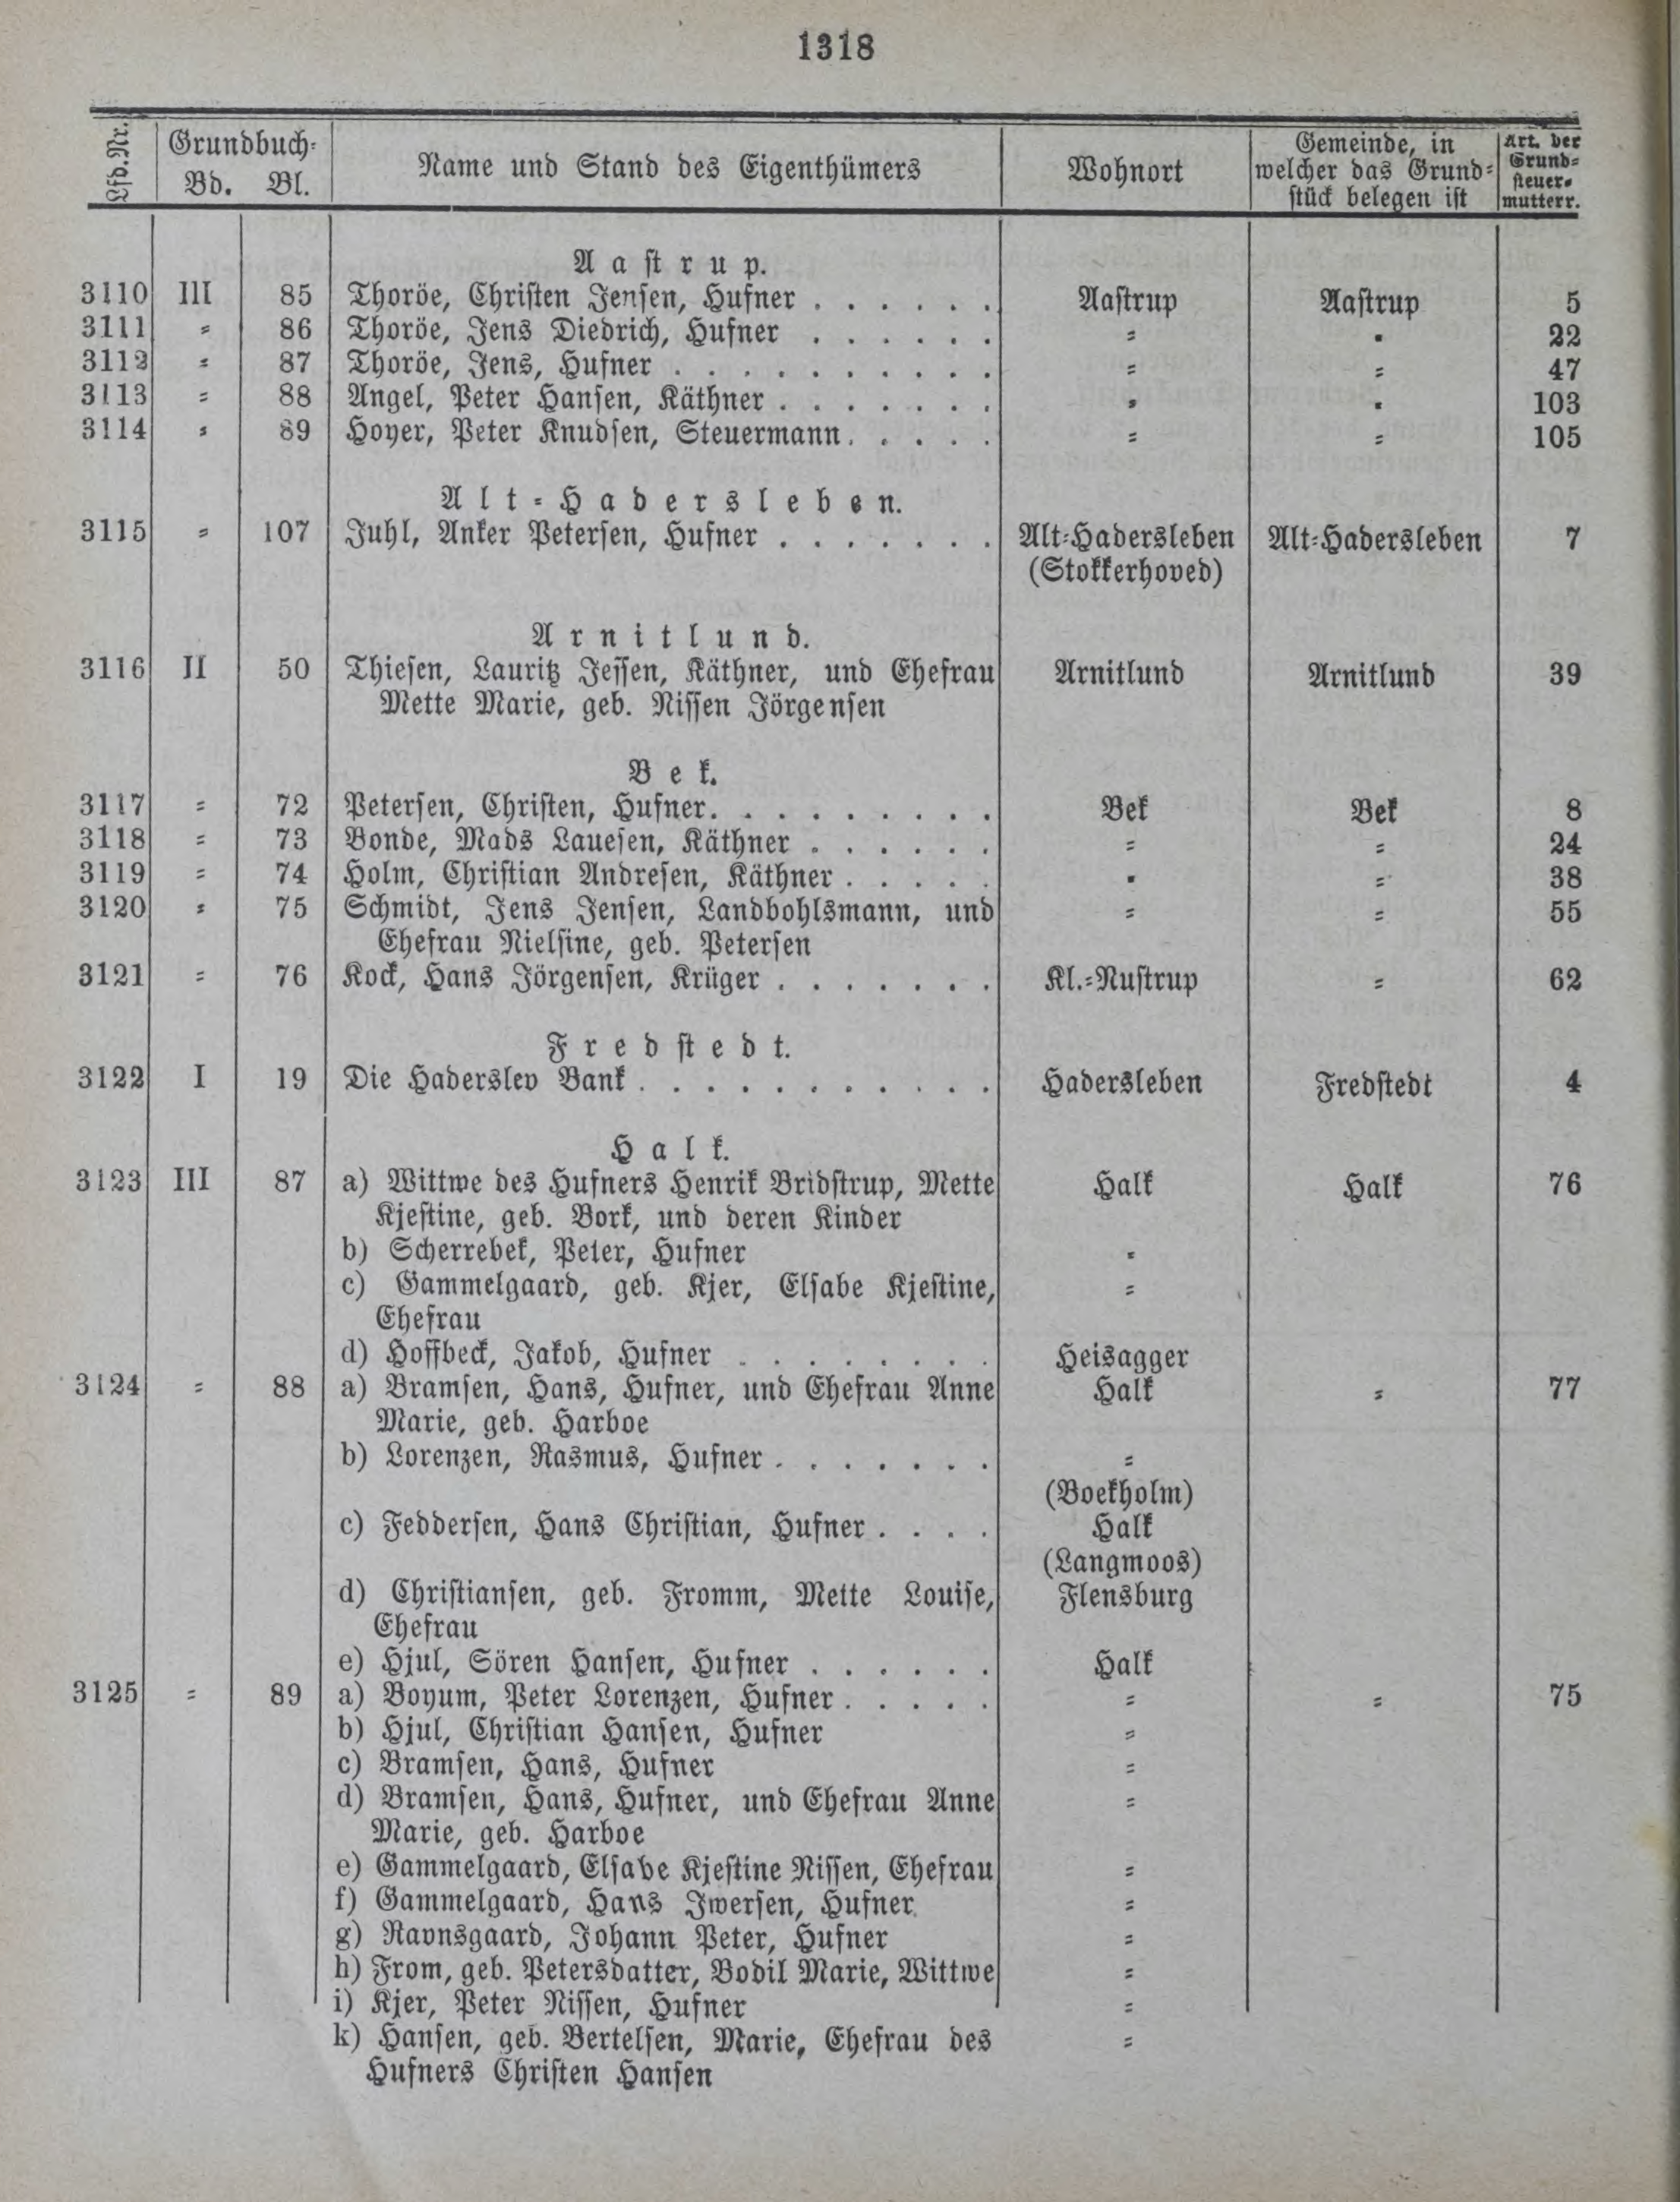 1318
Lfd. Nr. Grundbuch- Name und Stand des Eigenthümers Wohnort Gemeinde, in welcher das Grundstück belegen ist Art. der Grundsteuermutterr.
Bd. Bl.
Aastrup.
3110 III 85 Thoröe, Christen Jensen, Hufner . . . . . . Aastrup Aastrup 5
3111 = 86 Thoröe, Jens Diedrich, Hufner . . . . . . = = 22
3112 = 87 Thoröe, Jens, Hufner . . . . . . . . . . = = 47
3113 = 88 Angel, Peter Hansen, Käthner . . . . . . . = = 103
3114 = 89 Hoyer, Peter Knudsen, Steuermann . . . . . = = 105
Alt=Hadersleben.
3115 = 107 Juhl, Anker Petersen, Hufner . . . . . . . Alt=Hadersleben Alt=Hadersleben 7
(Stokkerhoved)
Arnitlund.
3116 II 50 Thiesen, Lauritz Jessen, Käthner, und Ehefrau Arnitlund Arnitlund 39
Mette Marie, geb. Nissen Jörgensen
Bek.
3117 = 72 Petersen, Christen, Hufner . . . . . . . . . Bek Bek 8
3118 = 73 Bonde, Mads Lauesen, Käthner . . . . . . = = 24
3119 = 74 Holm, Christian Andresen, Käthner . . . . . = = 38
3120 = 75 Schmidt, Jens Jensen, Landbohlsmann, und = = 55
Ehefrau Nielsine, geb. Petersen
3121 = 76 Kock, Hans Jörgensen, Krüger . . . . . . . Kl.=Nustrup = 62
Fredstedt.
3122 I 19 Die Haderslev Bank . . . . . . . . . . . Hadersleben Fredstedt 4
Halk.
3123 III 87 a) Wittwe des Hufners Henrik Bridstrup, Mette Halk Halk 76
Kjestine, geb. Bork, und deren Kinder
b) Scherrebek, Peter, Hufner =
c) Gammelgaard, geb. Kjer, Elsabe Kjestine, =
Ehefrau
d) Hoffbeck, Jakob, Hufner . . . . . . . . Heisagger
3124 = 88 a) Bramsen, Hans, Hufner, und Ehefrau Anne Halk = 77
Marie, geb. Harboe
b) Lorenzen, Rasmus, Hufner . . . . . . . =
(Boekholm)
c) Feddersen, Hans Christian, Hufner . . . . Halk
(Langmoos)
d) Christiansen, geb. Fromm, Mette Louise, Flensburg
Ehefrau
e) Hjul, Sören Hansen, Hufner . . . . . . Halk
3125 = 89 a) Boyum, Peter Lorenzen, Hufner . . . . . = = 75
b) Hjul, Christian Hansen, Hufner =
c) Bramsen, Hans, Hufner =
d) Bramsen, Hans, Hufner, und Ehefrau Anne =
Marie, geb. Harboe
e) Gammelgaard, Elsabe Kjestine Nissen, Ehefrau =
f) Gammelgaard, Hans Iwersen, Hufner =
g) Ravnsgaard, Johann Peter, Hufner =
h) From, geb. Petersdatter, Bodil Marie, Wittwe =
i) Kjer, Peter Nissen, Hufner =
k) Hansen, geb. Bertelsen, Marie, Ehefrau des =
Hufners Christen Hansen